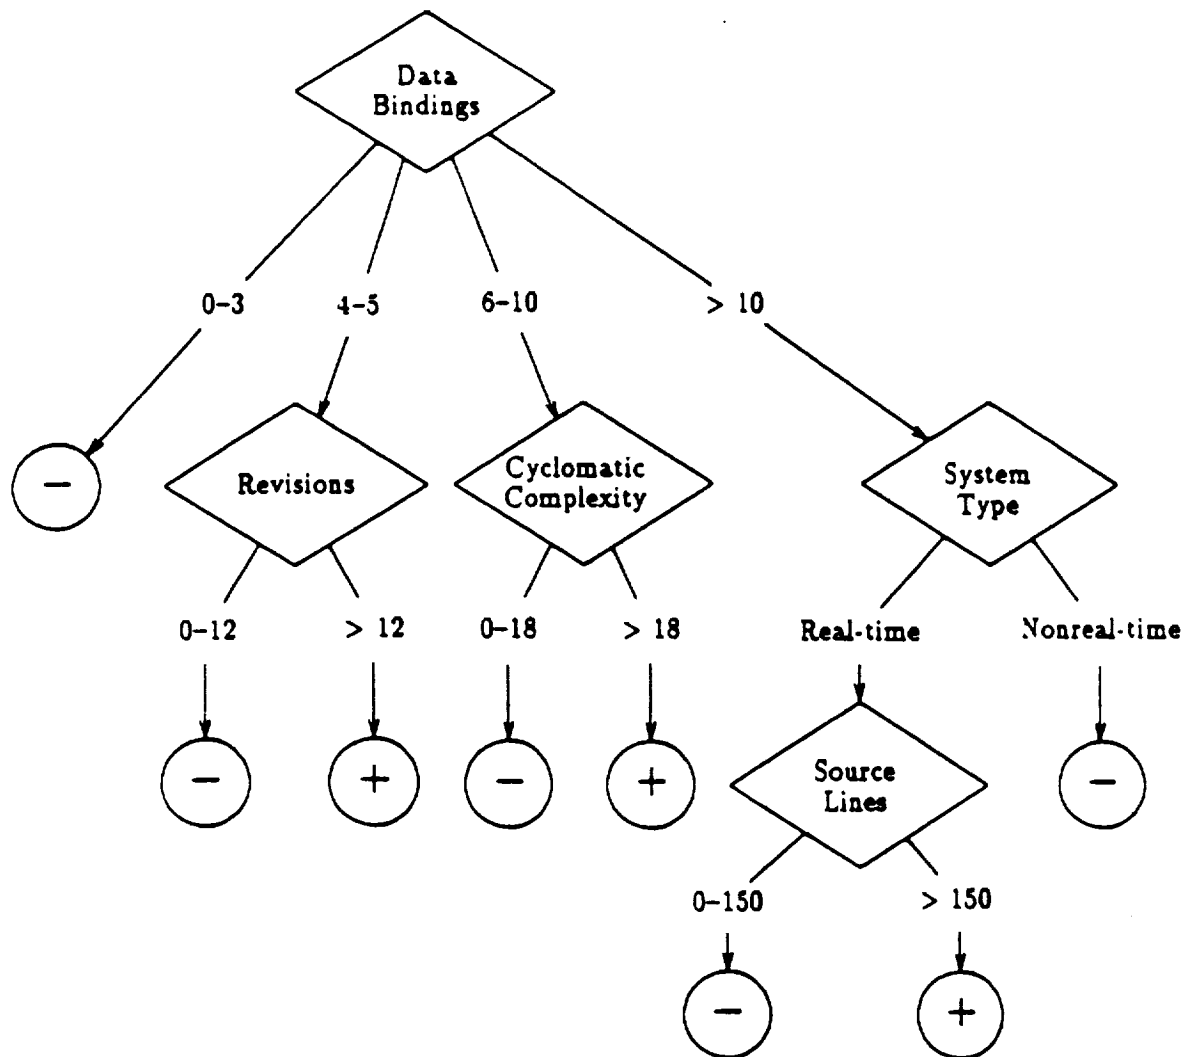 Data
Bindings
0–3
4–5
6–10
> 10
–
Revisions
Cyclomatic
Complexity
System
Type
0–12
> 12
0–18
> 18
Real-time
Nonreal-time
–
+
–
+
Source
Lines
–
0–150
> 150
–
+